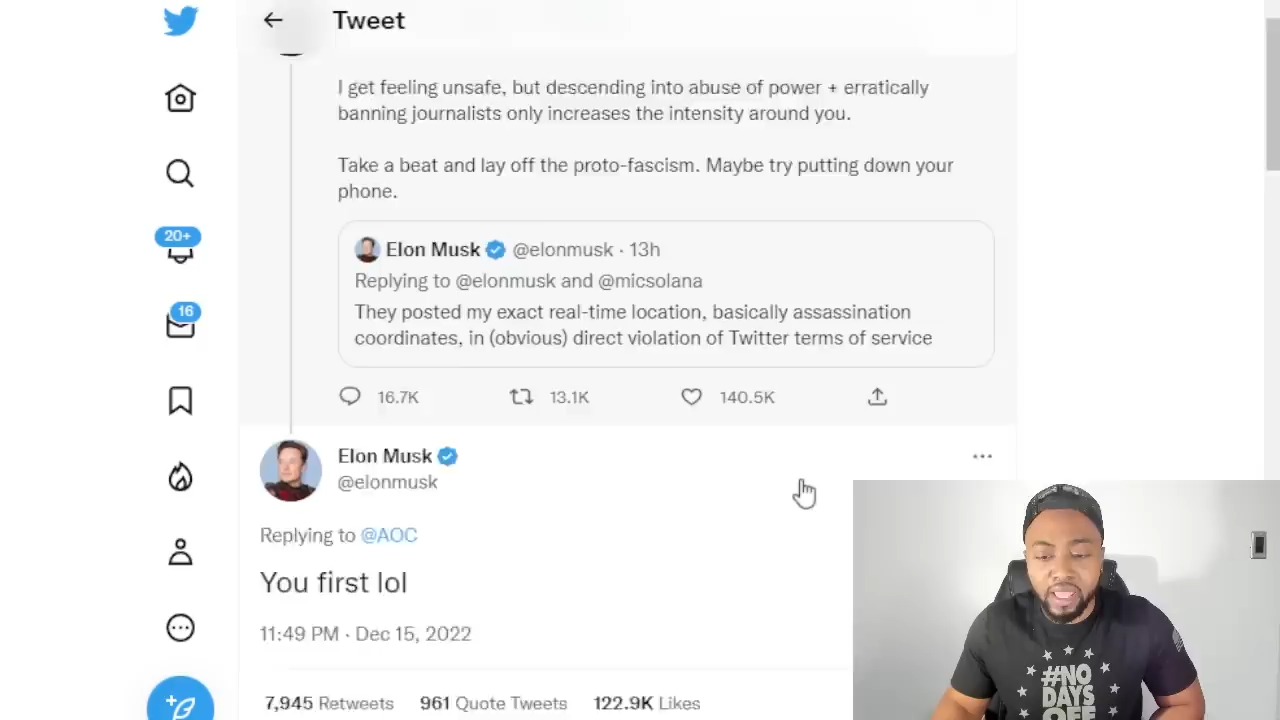 Tweet
I get feeling unsafe, but descending into abuse of power + erratically
banning journalists only increases the intensity around you.
Take a beat and lay off the proto-fascism. Maybe try putting down your
phone.
Elon Musk @elonmusk · 13h
Replying to @elonmusk and @micsolana
They posted my exact real-time location, basically assassination
coordinates, in (obvious) direct violation of Twitter terms of service
16.7K 13.1K 140.5K
Elon Musk
@elonmusk
Replying to @AOC
You first lol
11:49 PM · Dec 15, 2022
7,945 Retweets 961 Quote Tweets 122.9K Likes
20+
16
#NO
DAYS
OFF